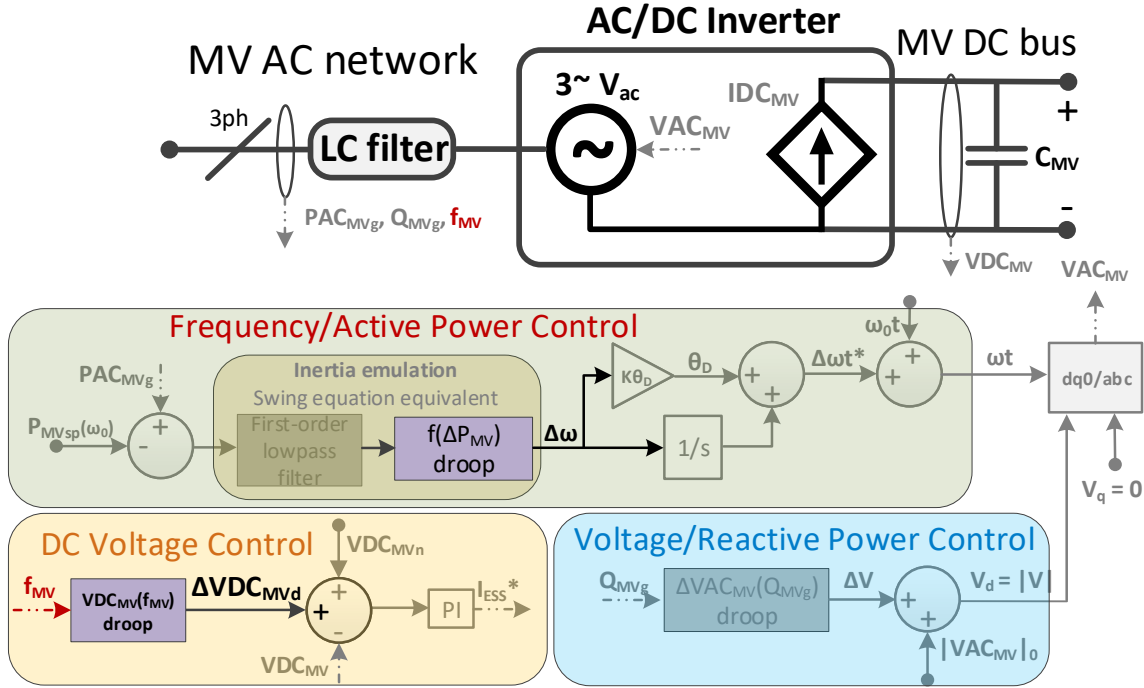 AC/DC Inverter
MV AC network
MV DC bus
3~ Vac
IDCMV
3ph
VACMV
LC filter
+
CMV
-
PACMVg, QMVg, fMV
VDCMV
VACMV
Frequency/Active Power Control
ω₀t
PACMVg
Inertia emulation
Swing equation equivalent
KθD
θD
Δωt*
ωt
dq0/abc
PMVsp(ω₀)
+
-
First-order
lowpass
filter
f(ΔPMV)
droop
Δω
+
+
+
+
1/s
Vq = 0
DC Voltage Control
VDCMVn
Voltage/Reactive Power Control
fMV
VDCMV(fMV)
droop
ΔVDCMVd
+
+
-
PI
IESS*
QMVg
ΔVACMV(QMVg)
droop
ΔV
+
+
Vd = |V|
VDCMV
|VACMV|₀